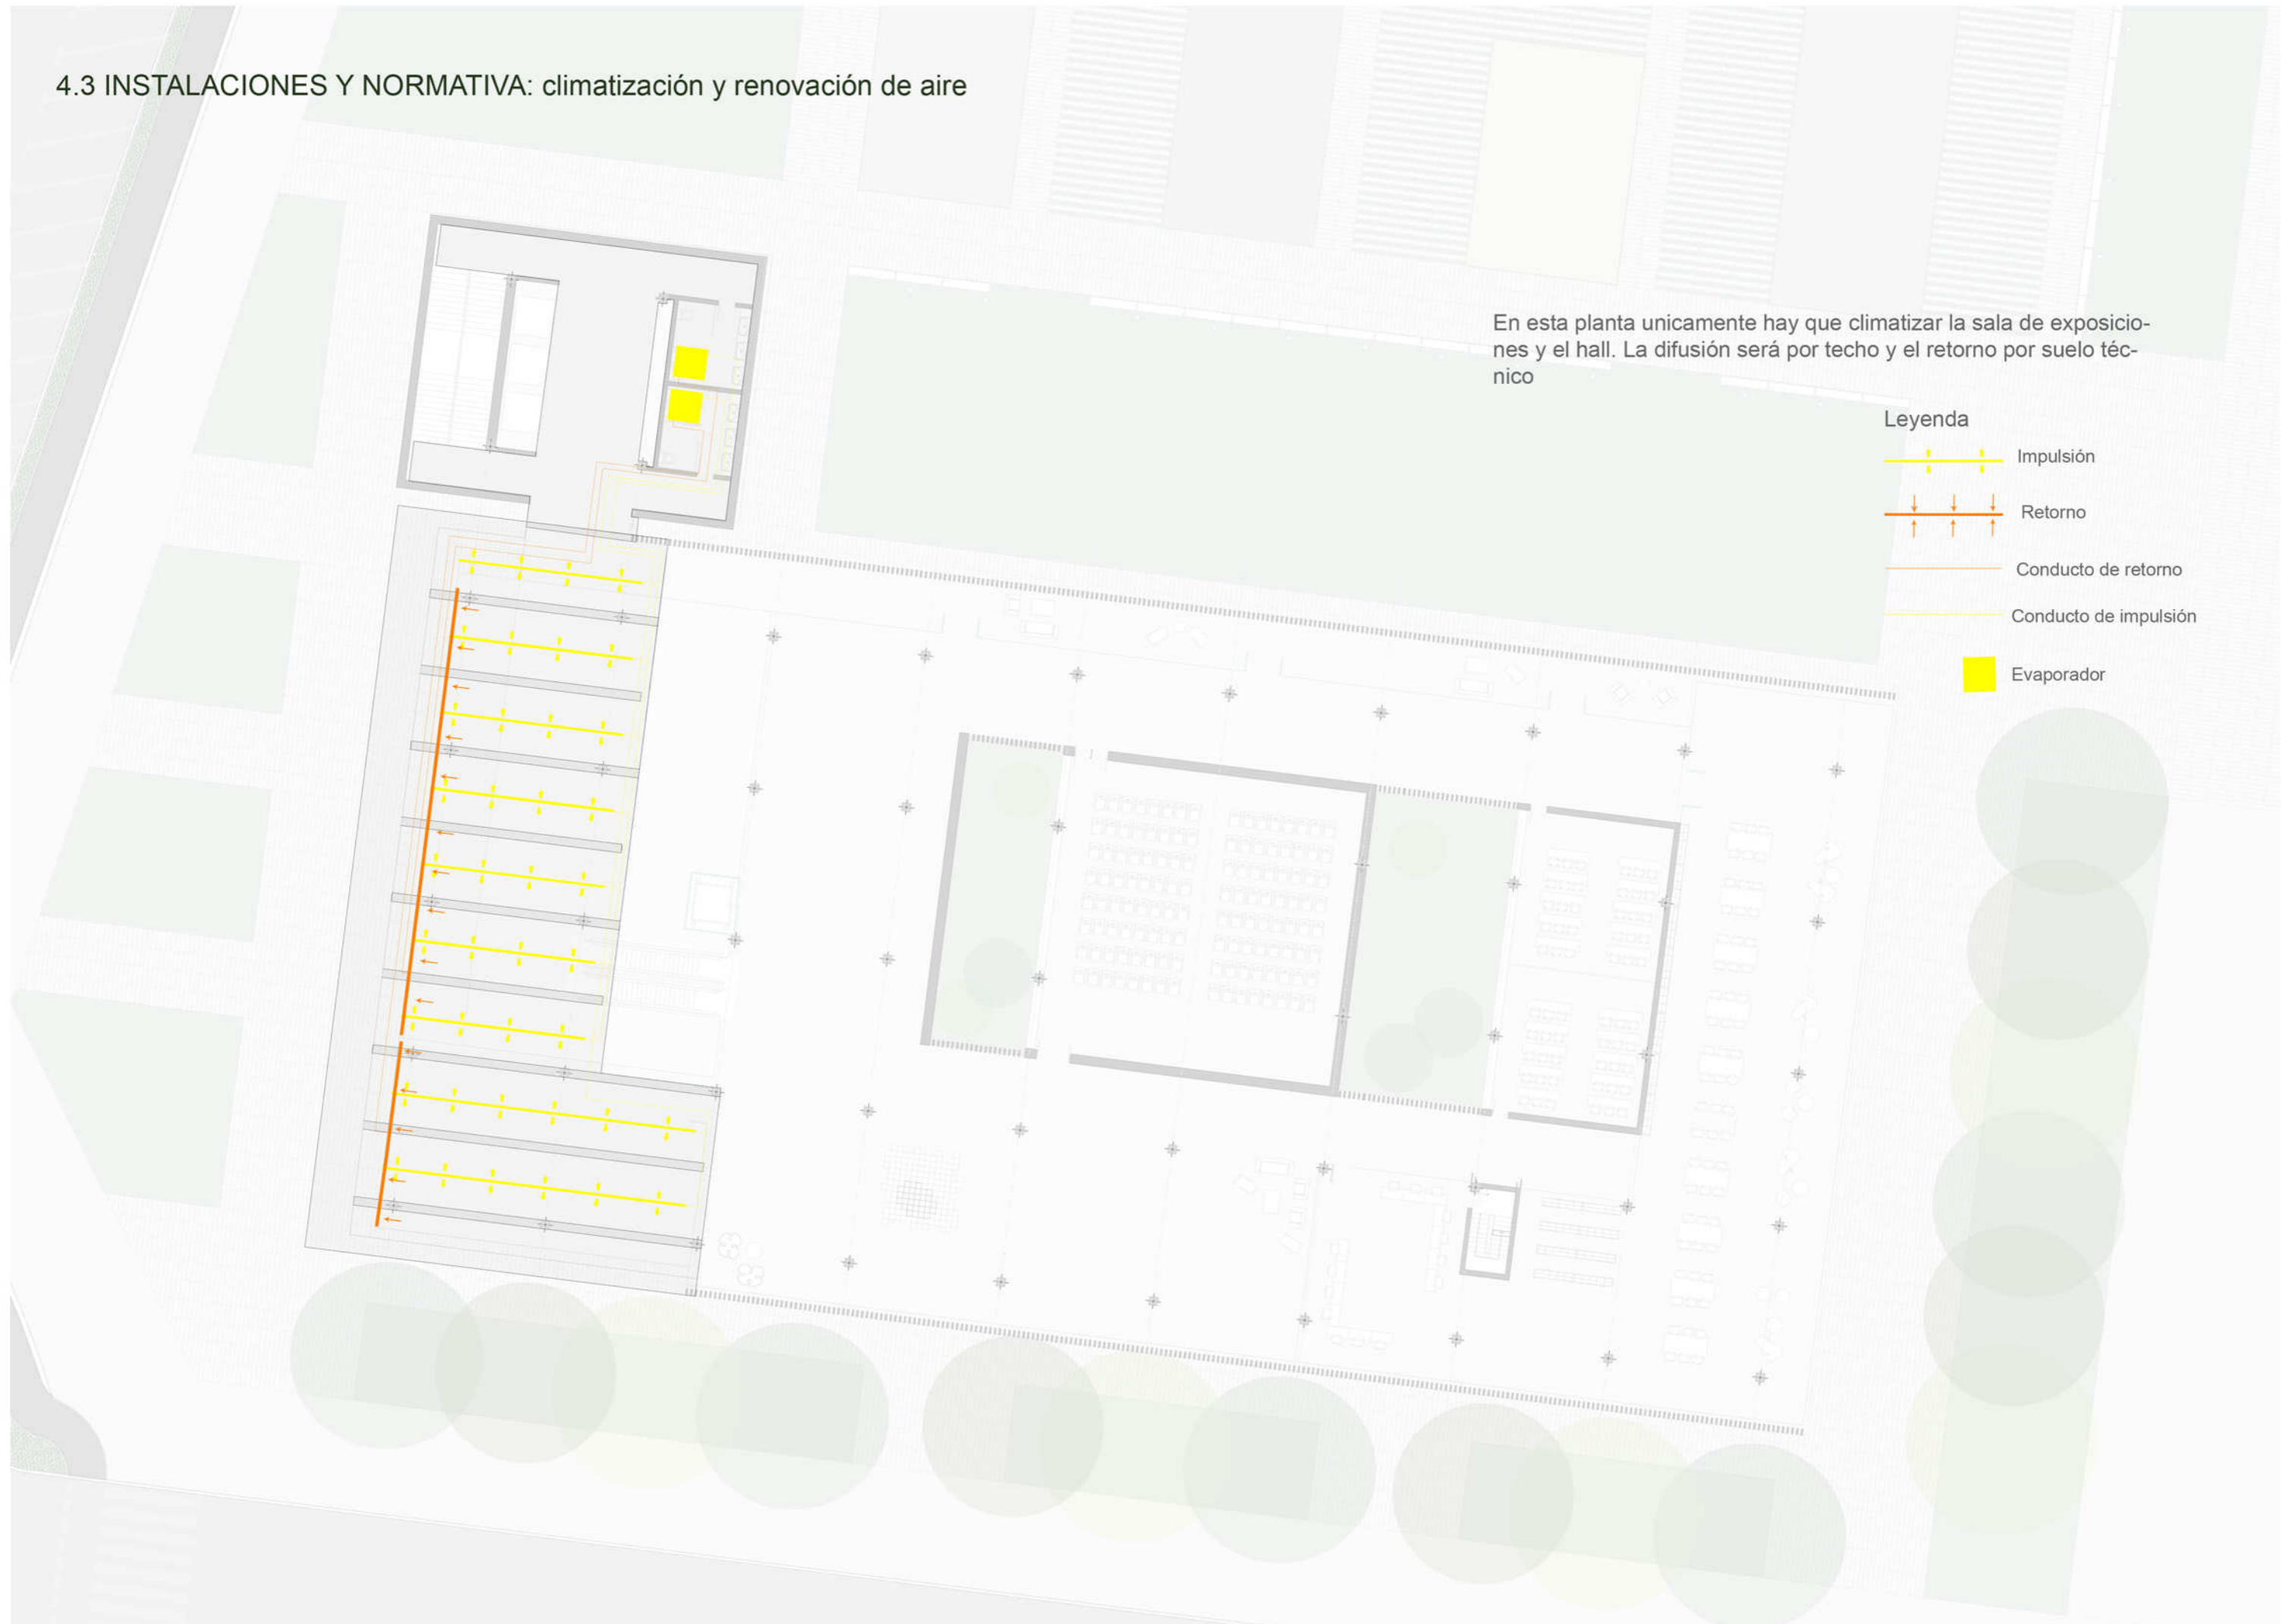 4.3 INSTALACIONES Y NORMATIVA: climatización y renovación de aire
En esta planta unicamente hay que climatizar la sala de exposicio-
nes y el hall. La difusión será por techo y el retorno por suelo téc-
nico
Leyenda
Impulsión
Retorno
Conducto de retorno
Conducto de impulsión
Evaporador